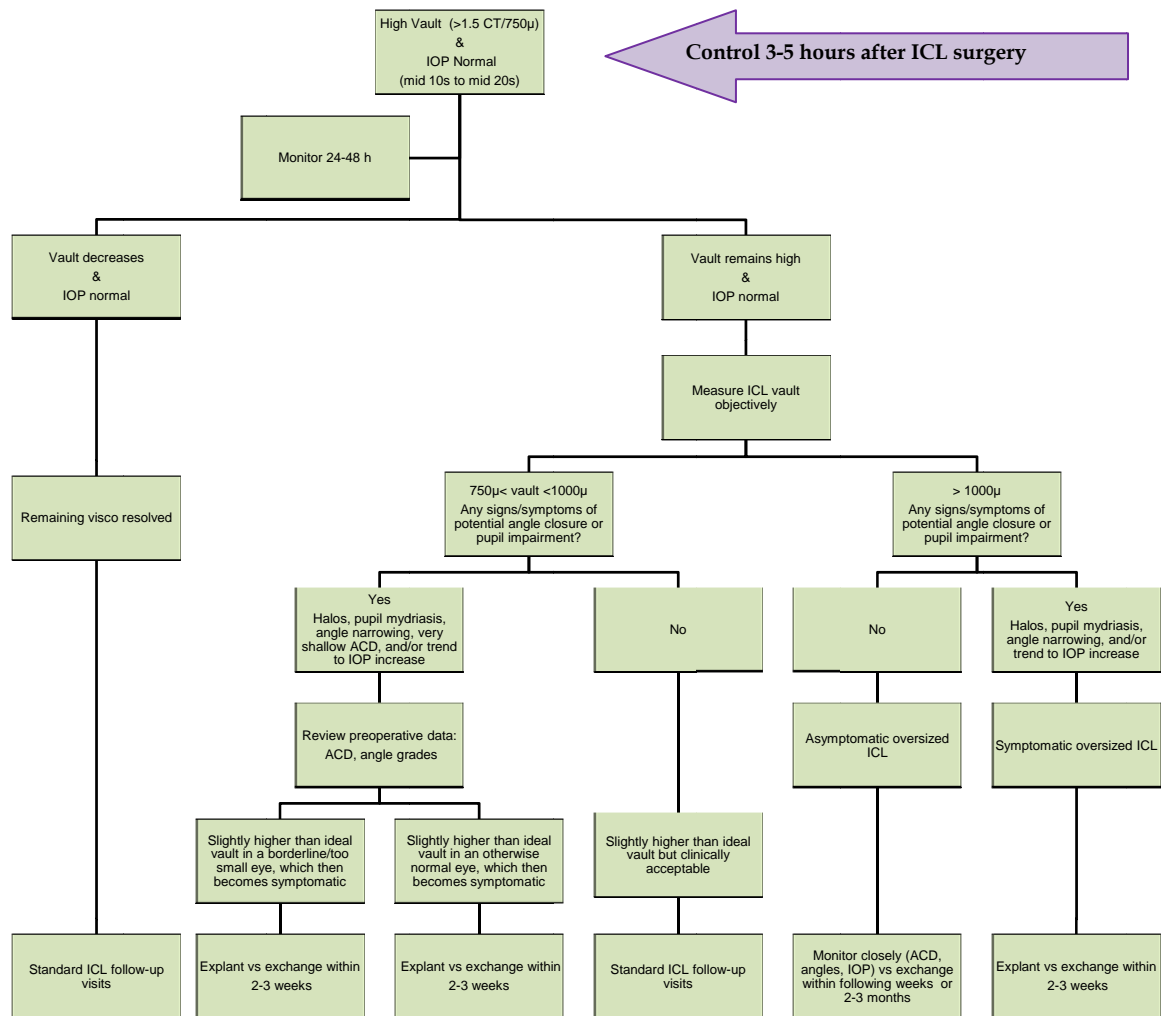 High Vault (>1.5 CT/750μ)
&
IOP Normal
(mid 10s to mid 20s)
Control 3-5 hours after ICL surgery
Monitor 24-48 h
Vault decreases
&
IOP normal
Vault remains high
&
IOP normal
Measure ICL vault
objectively
Remaining visco resolved
750μ< vault <1000μ
Any signs/symptoms of
potential angle closure or
pupil impairment?
> 1000μ
Any signs/symptoms of
potential angle closure or
pupil impairment?
Yes
Halos, pupil mydriasis,
angle narrowing, very
shallow ACD, and/or trend
to IOP increase
No
No
Yes
Halos, pupil mydriasis,
angle narrowing, and/or
trend to IOP increase
Review preoperative data:
ACD, angle grades
Asymptomatic oversized
ICL
Symptomatic oversized ICL
Slightly higher than ideal
vault in a borderline/too
small eye, which then
becomes symptomatic
Slightly higher than ideal
vault in an otherwise
normal eye, which then
becomes symptomatic
Slightly higher than ideal
vault but clinically
acceptable
Standard ICL follow-up
visits
Explant vs exchange within
2-3 weeks
Explant vs exchange within
2-3 weeks
Standard ICL follow-up
visits
Monitor closely (ACD,
angles, IOP) vs exchange
within following weeks or
2-3 months
Explant vs exchange within
2-3 weeks